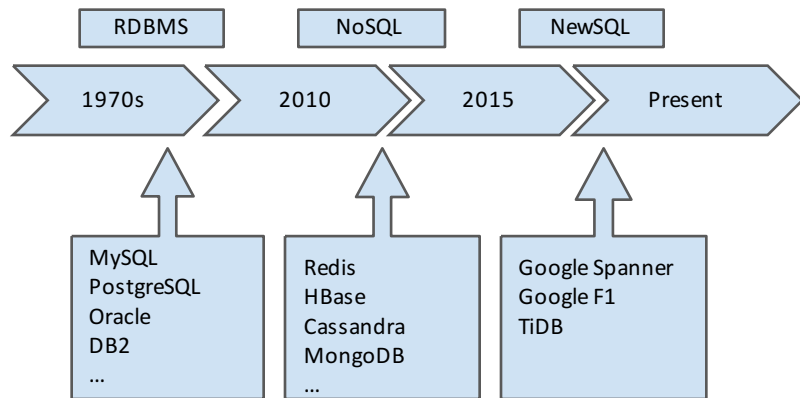 RDBMS
NoSQL
NewSQL
1970s
2010
2015
Present
MySQL
PostgreSQL
Oracle
DB2
…
Redis
HBase
Cassandra
MongoDB
…
Google Spanner
Google F1
TiDB